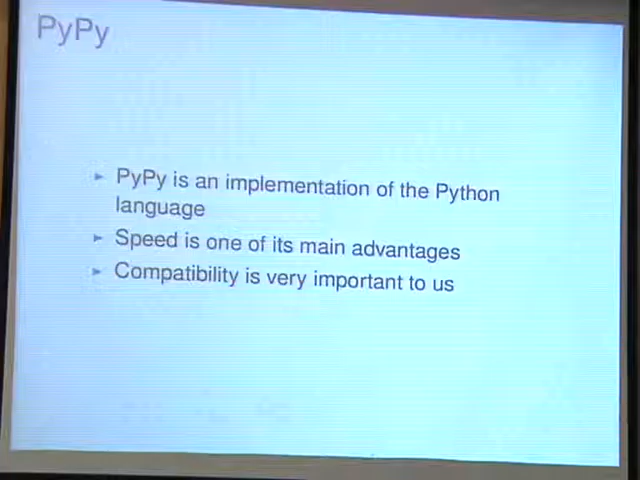 PyPy
PyPy is an implementation of the Python
language
Speed is one of its main advantages
Compatibility is very important to us